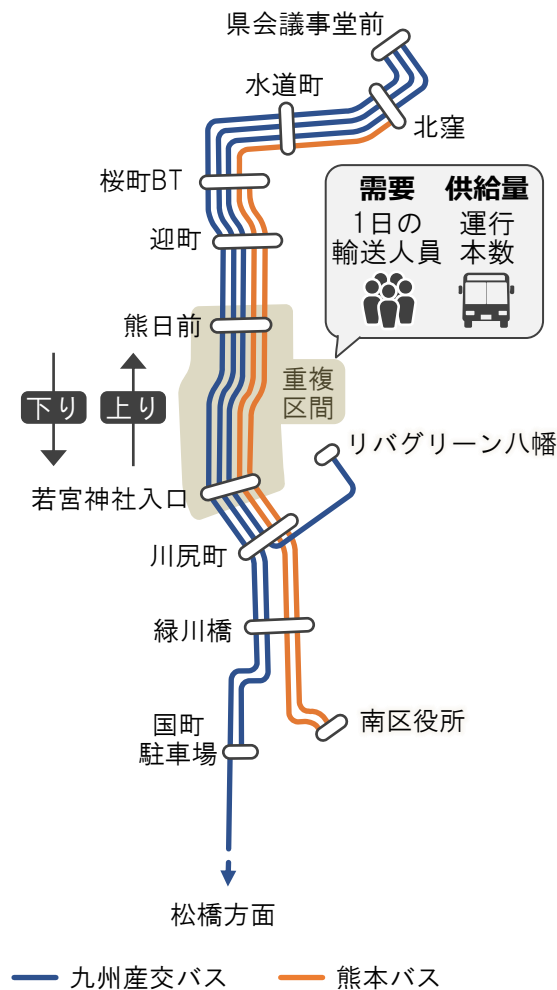 県会議事堂前
水道町
北窪
桜町BT
需要 供給量
1日の
輸送人員
運行
本数
迎町
熊日前
重複
区間
下り 上り
リバグリーン八幡
若宮神社入口
川尻町
緑川橋
国町
駐車場
南区役所
松橋方面
九州産交バス 熊本バス